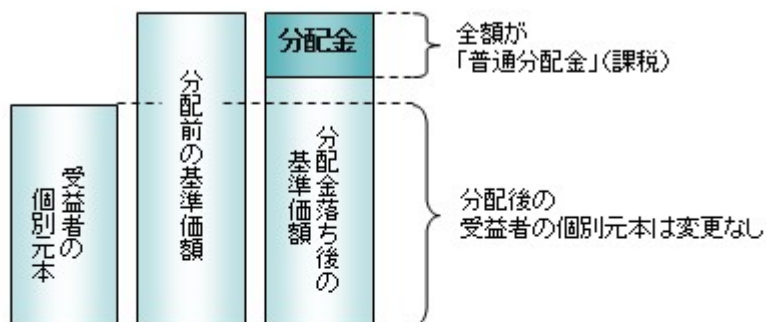 受益者の
個別元本
分配前の基準価額
分配金
分配金落ち後の
基準価額
全額が
「普通分配金」(課税)
分配後の
受益者の個別元本は変更なし